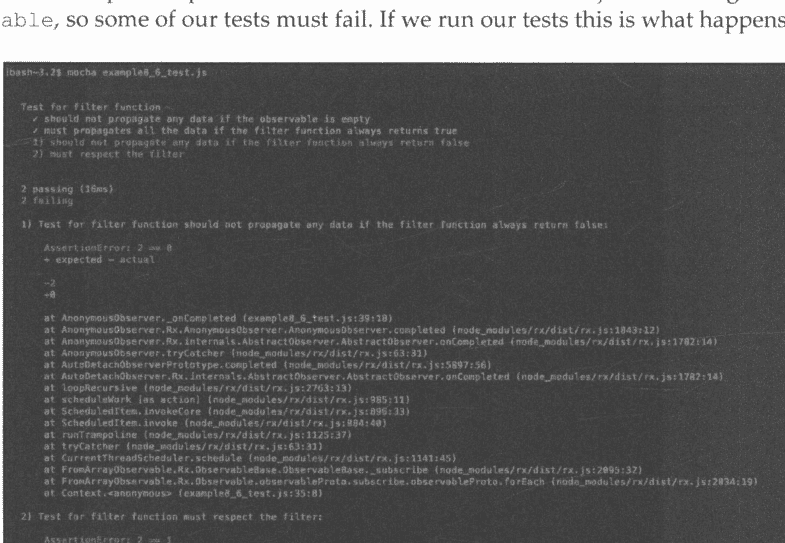 able, so some of our tests must fail. If we run our tests this is what happens
bash-3.2$ mocha example8_6_test.js
Test for filter function
✓ should not propagate any data if the observable is empty
✓ must propagates all the data if the filter function always returns true
1) should not propagate any data if the filter function always return false
2) must respect the filter
2 passing (16ms)
2 failing
1) Test for filter function should not propagate any data if the filter function always return false:
AssertionError: 2 == 0
+ expected - actual
-2
+0
at AnonymousObserver._onCompleted (example8_6_test.js:39:18)
at AnonymousObserver.Rx.AnonymousObserver.AnonymousObserver.completed (node_modules/rx/dist/rx.js:1843:12)
at AnonymousObserver.Rx.internals.AbstractObserver.AbstractObserver.onCompleted (node_modules/rx/dist/rx.js:1782:14)
at AnonymousObserver.tryCatcher (node_modules/rx/dist/rx.js:63:31)
at AutoDetachObserverPrototype.completed (node_modules/rx/dist/rx.js:5897:56)
at AutoDetachObserver.Rx.internals.AbstractObserver.AbstractObserver.onCompleted (node_modules/rx/dist/rx.js:1782:14)
at loopRecursive (node_modules/rx/dist/rx.js:2763:13)
at scheduleWork [as action] (node_modules/rx/dist/rx.js:985:11)
at ScheduledItem.invokeCore (node_modules/rx/dist/rx.js:896:33)
at ScheduledItem.invoke (node_modules/rx/dist/rx.js:884:40)
at runTrampoline (node_modules/rx/dist/rx.js:1125:37)
at tryCatcher (node_modules/rx/dist/rx.js:63:31)
at CurrentThreadScheduler.schedule (node_modules/rx/dist/rx.js:1141:45)
at FromArrayObservable.Rx.ObservableBase.ObservableBase._subscribe (node_modules/rx/dist/rx.js:2095:32)
at FromArrayObservable.Rx.Observable.observableProto.subscribe.observableProto.forEach (node_modules/rx/dist/rx.js:2034:19)
at Context.<anonymous> (example8_6_test.js:35:8)
2) Test for filter function must respect the filter:
AssertionError: 2 == 1